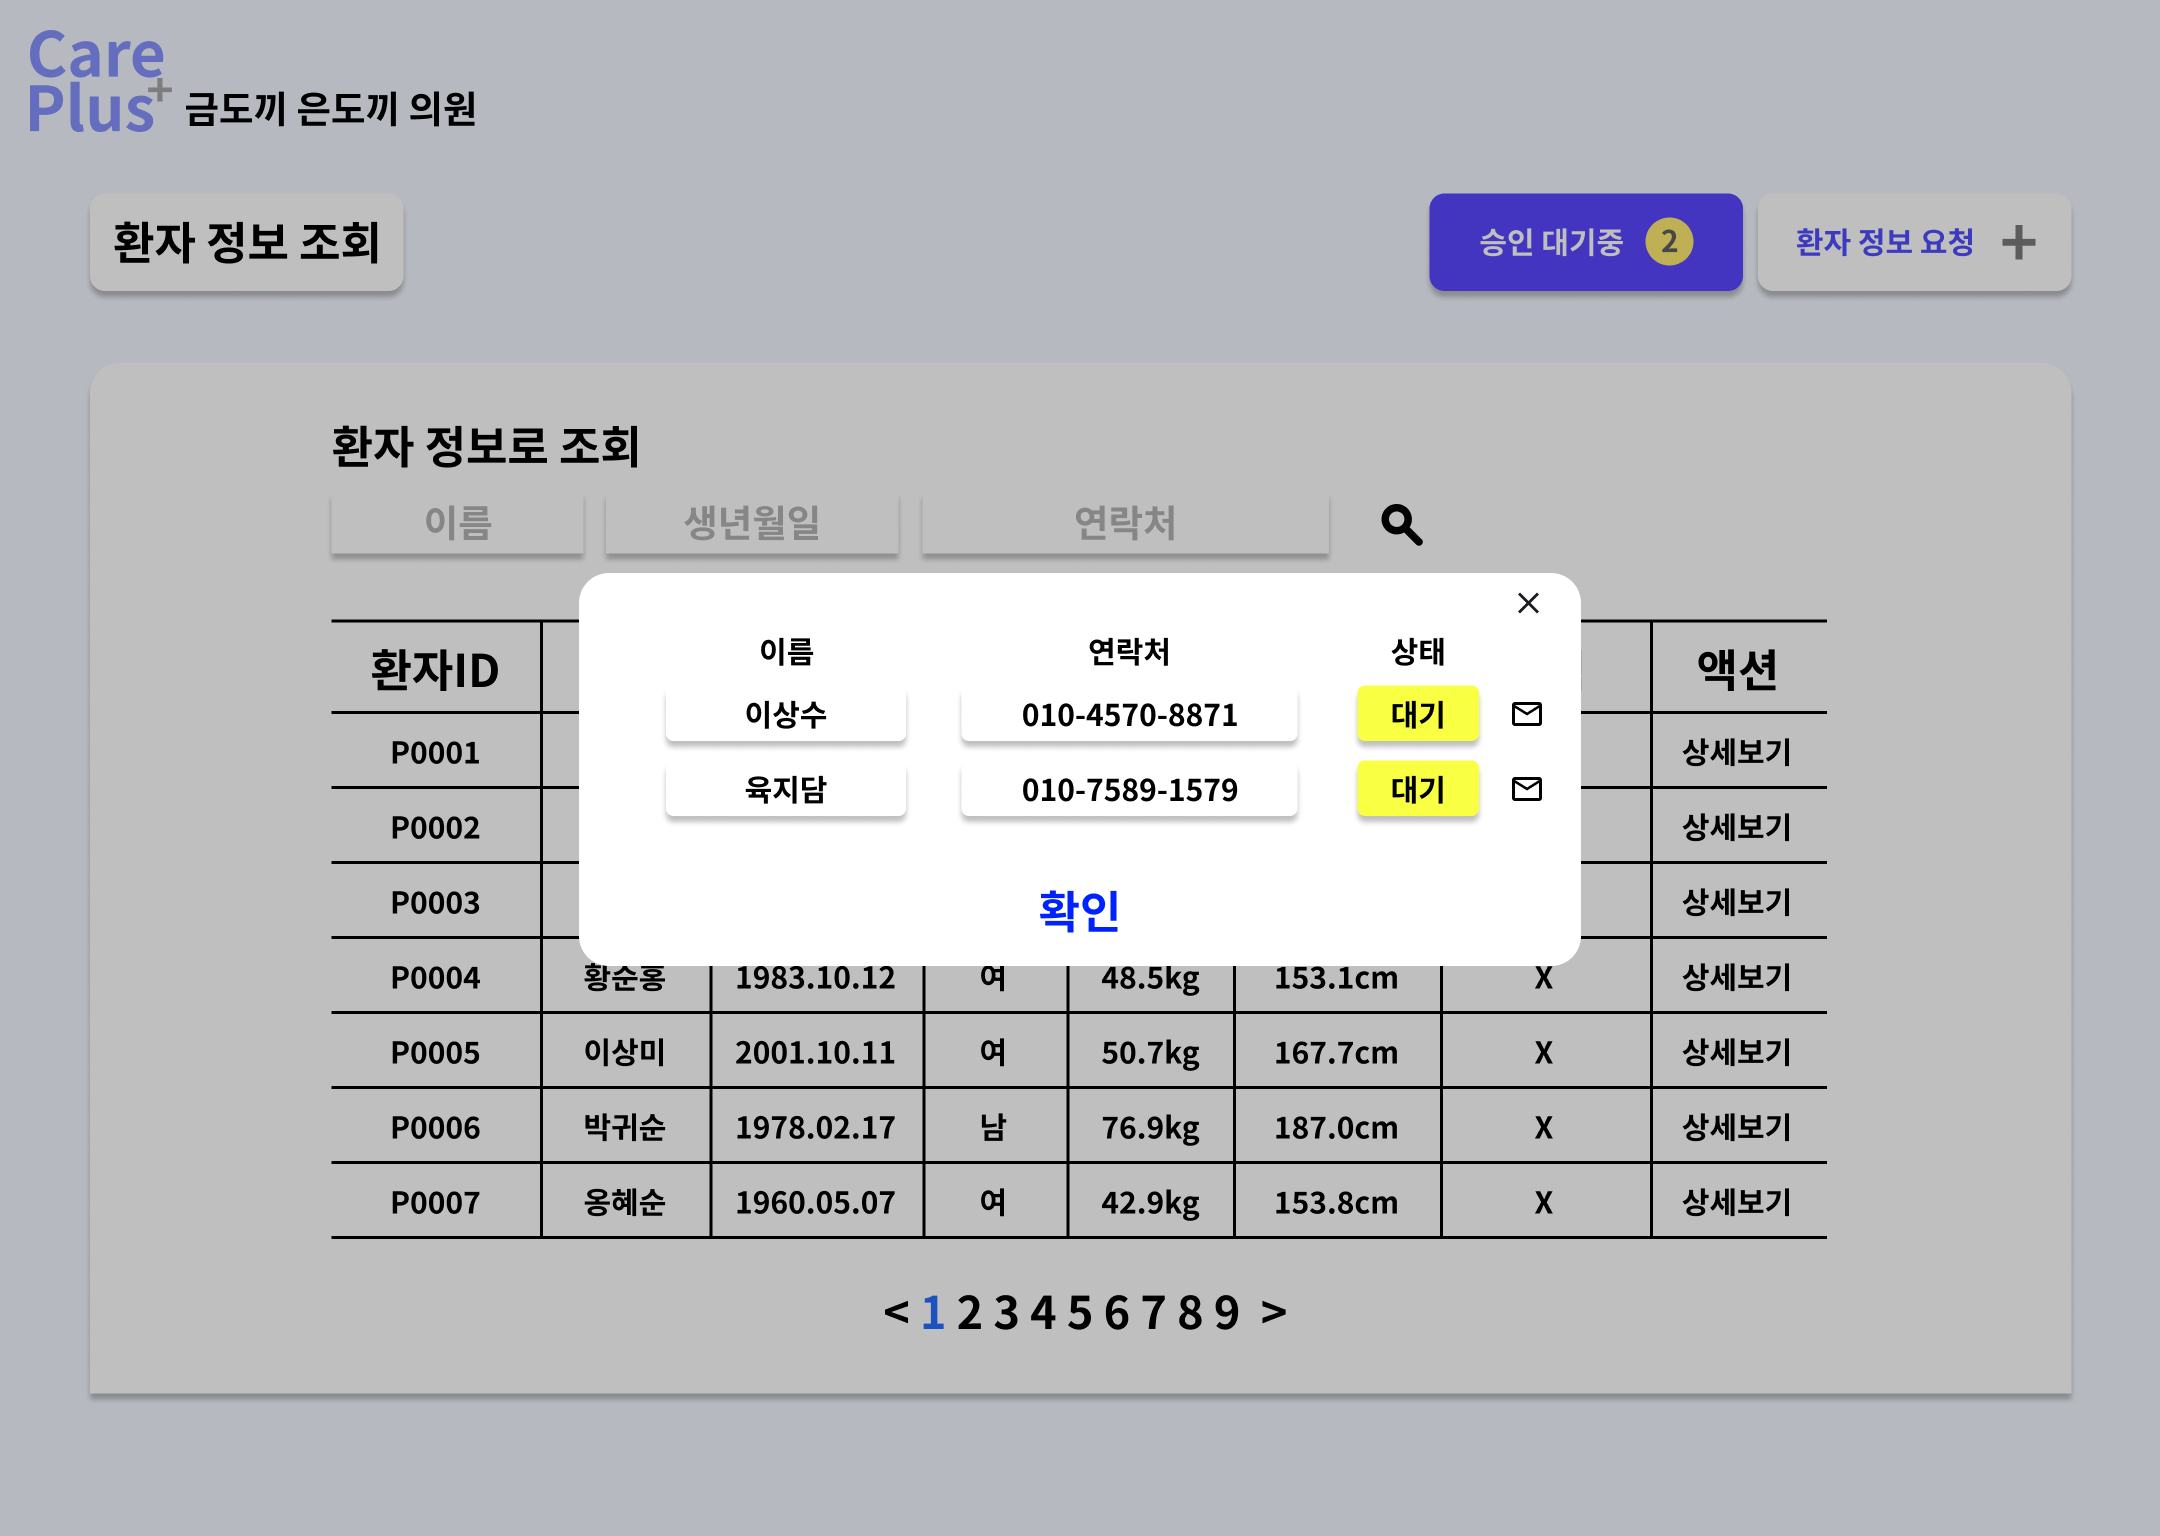 Care
Plus+ 금도끼 은도끼 의원
환자 정보 조회
승인 대기중 2
환자 정보 요청 +
환자 정보로 조회
이름 생년월일 연락처
이름 연락처 상태
이상수 010-4570-8871 대기
육지담 010-7589-1579 대기
확인
환자ID 액션
P0001 상세보기
P0002 상세보기
P0003 상세보기
P0004 황순홍 1983.10.12 여 48.5kg 153.1cm X 상세보기
P0005 이상미 2001.10.11 여 50.7kg 167.7cm X 상세보기
P0006 박귀순 1978.02.17 남 76.9kg 187.0cm X 상세보기
P0007 옹혜순 1960.05.07 여 42.9kg 153.8cm X 상세보기
< 1 2 3 4 5 6 7 8 9 >